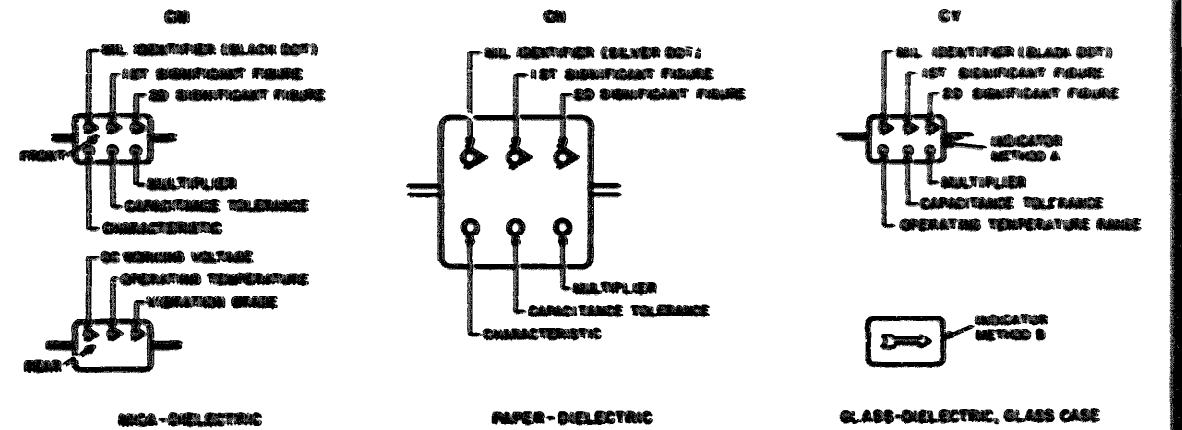 CM
MIL IDENTIFIER (BLACK DOT)
1ST SIGNIFICANT FIGURE
2D SIGNIFICANT FIGURE
FRONT
MULTIPLIER
CAPACITANCE TOLERANCE
CHARACTERISTIC
DC WORKING VOLTAGE
OPERATING TEMPERATURE
VIBRATION GRADE
REAR
MICA-DIELECTRIC
CN
MIL IDENTIFIER (SILVER DOT)
1ST SIGNIFICANT FIGURE
2D SIGNIFICANT FIGURE
MULTIPLIER
CAPACITANCE TOLERANCE
CHARACTERISTIC
PAPER-DIELECTRIC
CY
MIL IDENTIFIER (BLACK DOT)
1ST SIGNIFICANT FIGURE
2D SIGNIFICANT FIGURE
INDICATOR
METHOD A
MULTIPLIER
CAPACITANCE TOLERANCE
OPERATING TEMPERATURE RANGE
INDICATOR
METHOD B
GLASS-DIELECTRIC, GLASS CASE